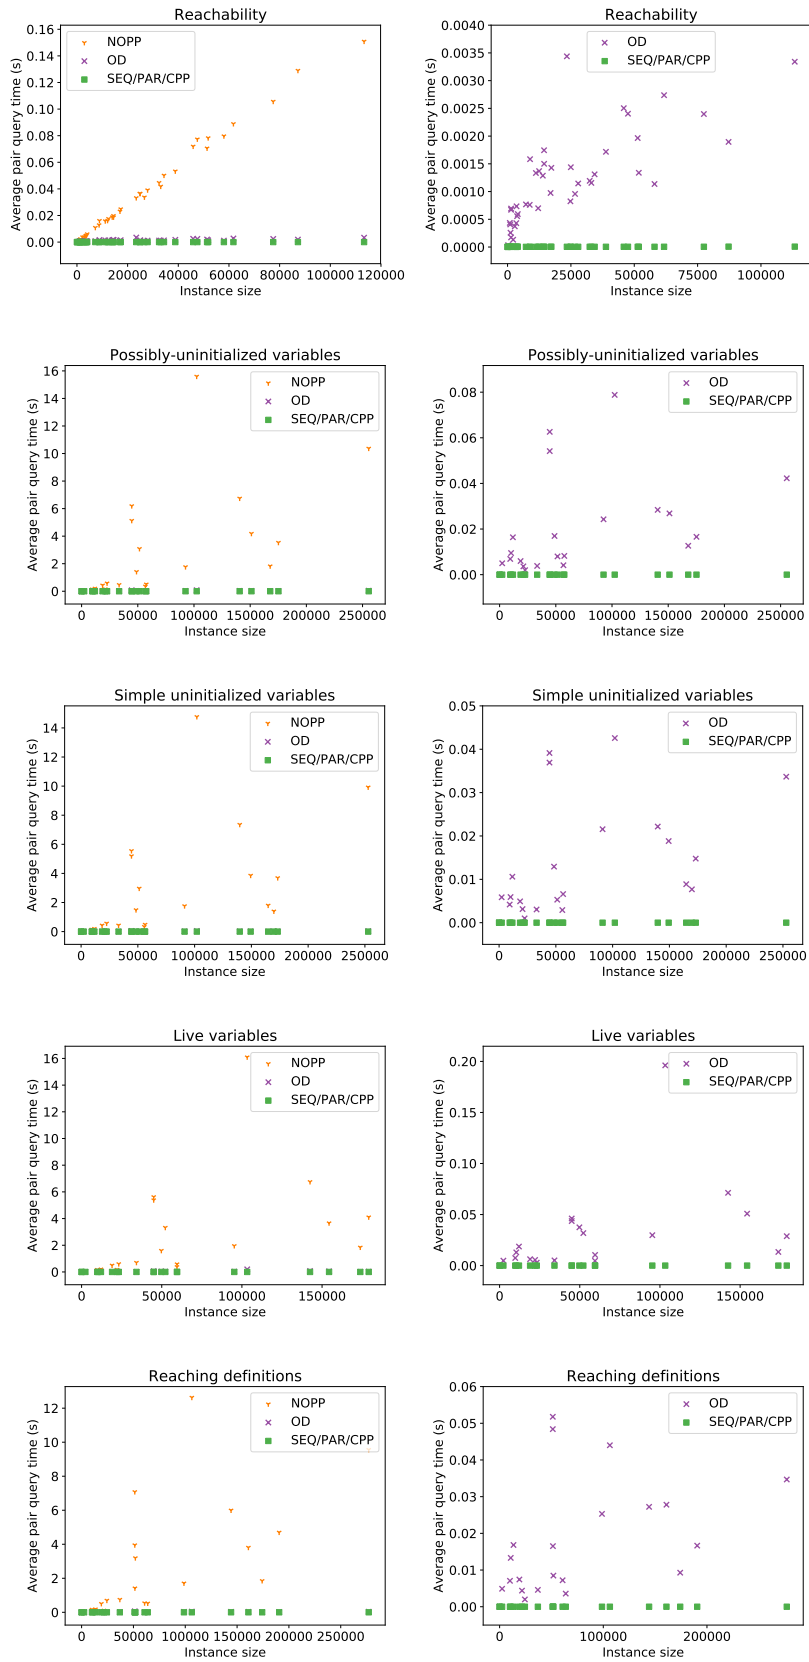 Reachability
0.16
0.14
0.12
0.10
0.08
0.06
0.04
0.02
0.00
Average pair query time (s)
NOPP
OD
SEQ/PAR/CPP
0 20000 40000 60000 80000 100000 120000
Instance size
Reachability
0.0040
0.0035
0.0030
0.0025
0.0020
0.0015
0.0010
0.0005
0.0000
Average pair query time (s)
OD
SEQ/PAR/CPP
0 25000 50000 75000 100000
Instance size
Possibly-uninitialized variables
16
14
12
10
8
6
4
2
0
Average pair query time (s)
NOPP
OD
SEQ/PAR/CPP
0 50000 100000 150000 200000 250000
Instance size
Possibly-uninitialized variables
0.08
0.06
0.04
0.02
0.00
Average pair query time (s)
OD
SEQ/PAR/CPP
0 50000 100000 150000 200000 250000
Instance size
Simple uninitialized variables
14
12
10
8
6
4
2
0
Average pair query time (s)
NOPP
OD
SEQ/PAR/CPP
0 50000 100000 150000 200000 250000
Instance size
Simple uninitialized variables
0.05
0.04
0.03
0.02
0.01
0.00
Average pair query time (s)
OD
SEQ/PAR/CPP
0 50000 100000 150000 200000 250000
Instance size
Live variables
16
14
12
10
8
6
4
2
0
Average pair query time (s)
NOPP
OD
SEQ/PAR/CPP
0 50000 100000 150000
Instance size
Live variables
0.20
0.15
0.10
0.05
0.00
Average pair query time (s)
OD
SEQ/PAR/CPP
0 50000 100000 150000
Instance size
Reaching definitions
12
10
8
6
4
2
0
Average pair query time (s)
NOPP
OD
SEQ/PAR/CPP
0 50000 100000 150000 200000 250000
Instance size
Reaching definitions
0.06
0.05
0.04
0.03
0.02
0.01
0.00
Average pair query time (s)
OD
SEQ/PAR/CPP
0 100000 200000
Instance size